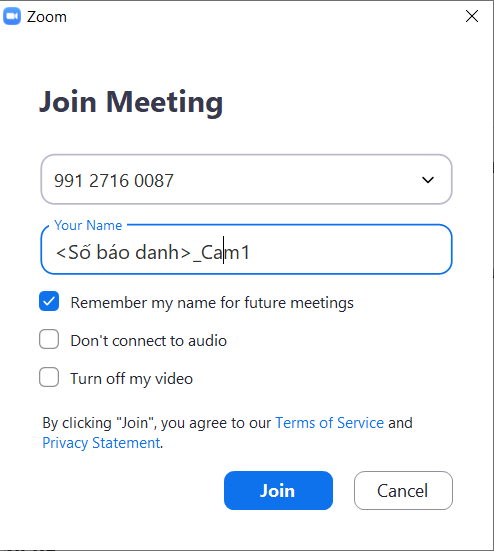 Zoom
Join Meeting
991 2716 0087
Your Name
<Số báo danh>_Cam1
Remember my name for future meetings
Don't connect to audio
Turn off my video
By clicking "Join", you agree to our Terms of Service and
Privacy Statement.
Join Cancel